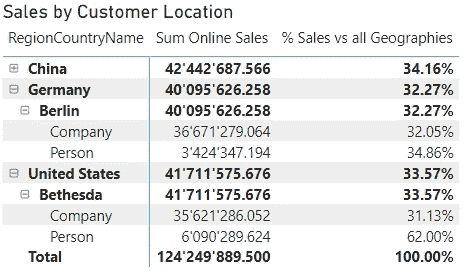 Sales by Customer Location
RegionCountryName Sum Online Sales % Sales vs all Geographies
China 42'442'687.566 34.16%
Germany 40'095'626.258 32.27%
Berlin 40'095'626.258 32.27%
Company 36'671'279.064 32.05%
Person 3'424'347.194 34.86%
United States 41'711'575.676 33.57%
Bethesda 41'711'575.676 33.57%
Company 35'621'286.052 31.13%
Person 6'090'289.624 62.00%
Total 124'249'889.500 100.00%